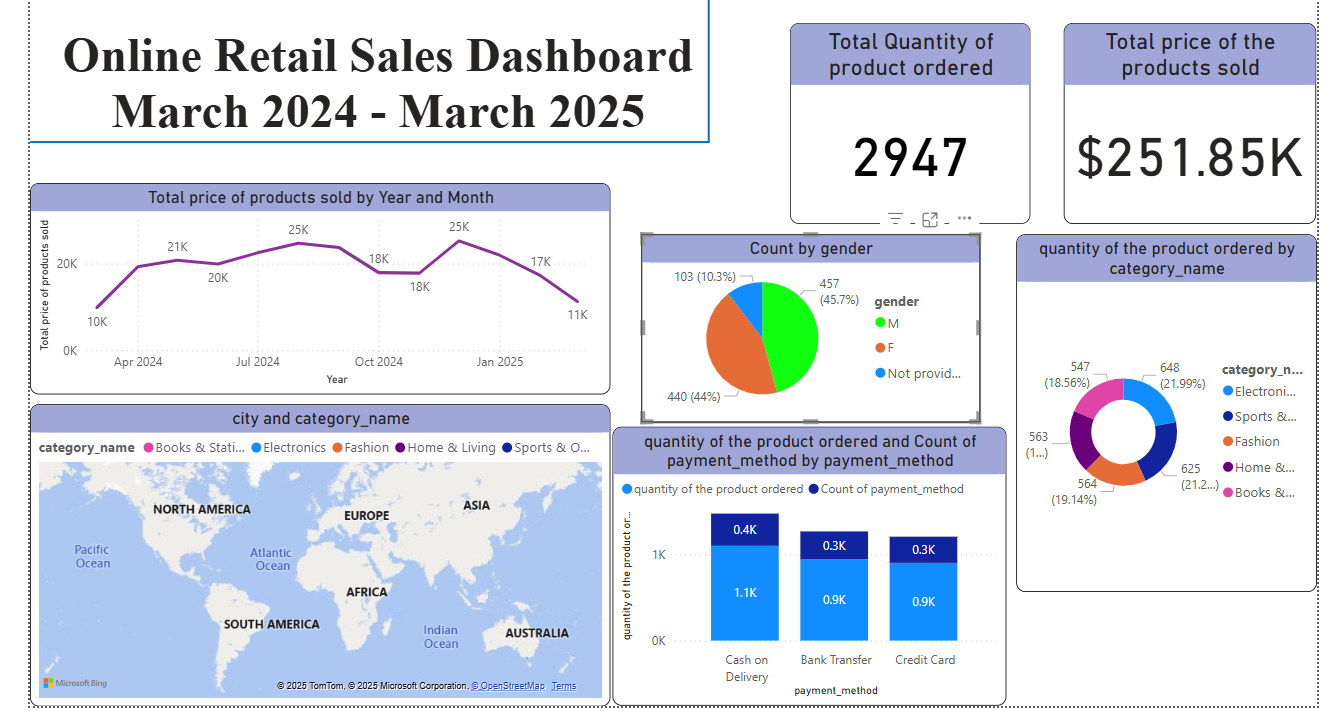 Online Retail Sales Dashboard
March 2024 - March 2025
Total Quantity of
product ordered
2947
Total price of the
products sold
$251.85K
Total price of products sold by Year and Month
Total price of products sold
20K
0K
10K
21K
20K
25K
18K
18K
25K
17K
11K
Apr 2024
Jul 2024
Oct 2024
Jan 2025
Year
Count by gender
103 (10.3%)
457
(45.7%)
440 (44%)
gender
M
F
Not provid...
quantity of the product ordered by
category_name
547
(18.56%)
648
(21.99%)
563
(1...)
564
(19.14%)
625
(21.2...)
category_n...
Electroni...
Sports &...
Fashion
Home &...
Books &...
city and category_name
category_name Books & Stati... Electronics Fashion Home & Living Sports & O...
NORTH AMERICA
EUROPE
ASIA
Pacific
Ocean
Atlantic
Ocean
AFRICA
SOUTH AMERICA
Indian
Ocean
AUSTRALIA
Microsoft Bing
© 2025 TomTom, © 2025 Microsoft Corporation, © OpenStreetMap Terms
quantity of the product ordered and Count of
payment_method by payment_method
quantity of the product ordered Count of payment_method
quantity of the product or...
1K
0K
0.4K
1.1K
0.3K
0.9K
0.3K
0.9K
Cash on
Delivery
Bank Transfer
Credit Card
payment_method